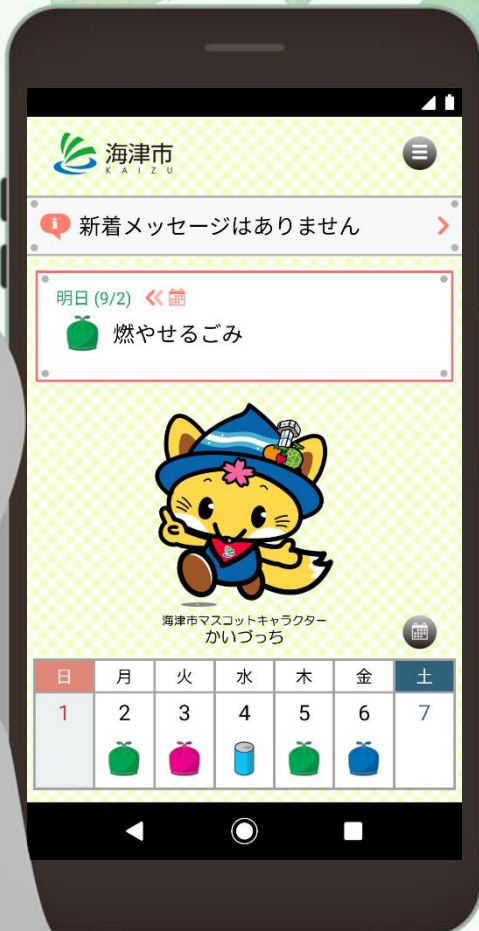 海津市
KAIZU
新着メッセージはありません
明日 (9/2)
燃やせるごみ
海津市マスコットキャラクター
かいづっち
日 月 火 水 木 金 土
1 2 3 4 5 6 7